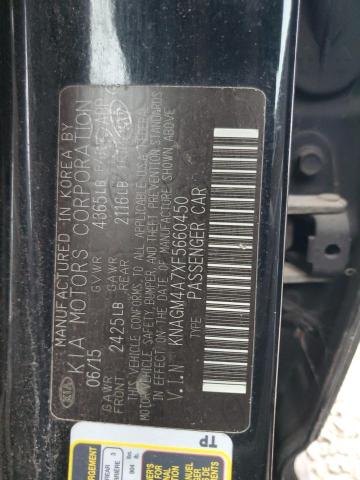 MANUFACTURED IN KOREA BY
KIA MOTORS CORPORATION
06/15 GVWR 4365LB
GAWR FRONT 2425LB GAWR REAR 2116LB
THIS VEHICLE CONFORMS TO ALL APPLICABLE U.S.A FEDERAL
MOTOR VEHICLE SAFETY, BUMPER, AND THEFT PREVENTION STANDARDS
IN EFFECT ON THE DATE OF MANUFACTURE SHOWN ABOVE
V.I.N KNAGM4A7XF5660450
TYPE PASSENGER CAR
KIA
TP